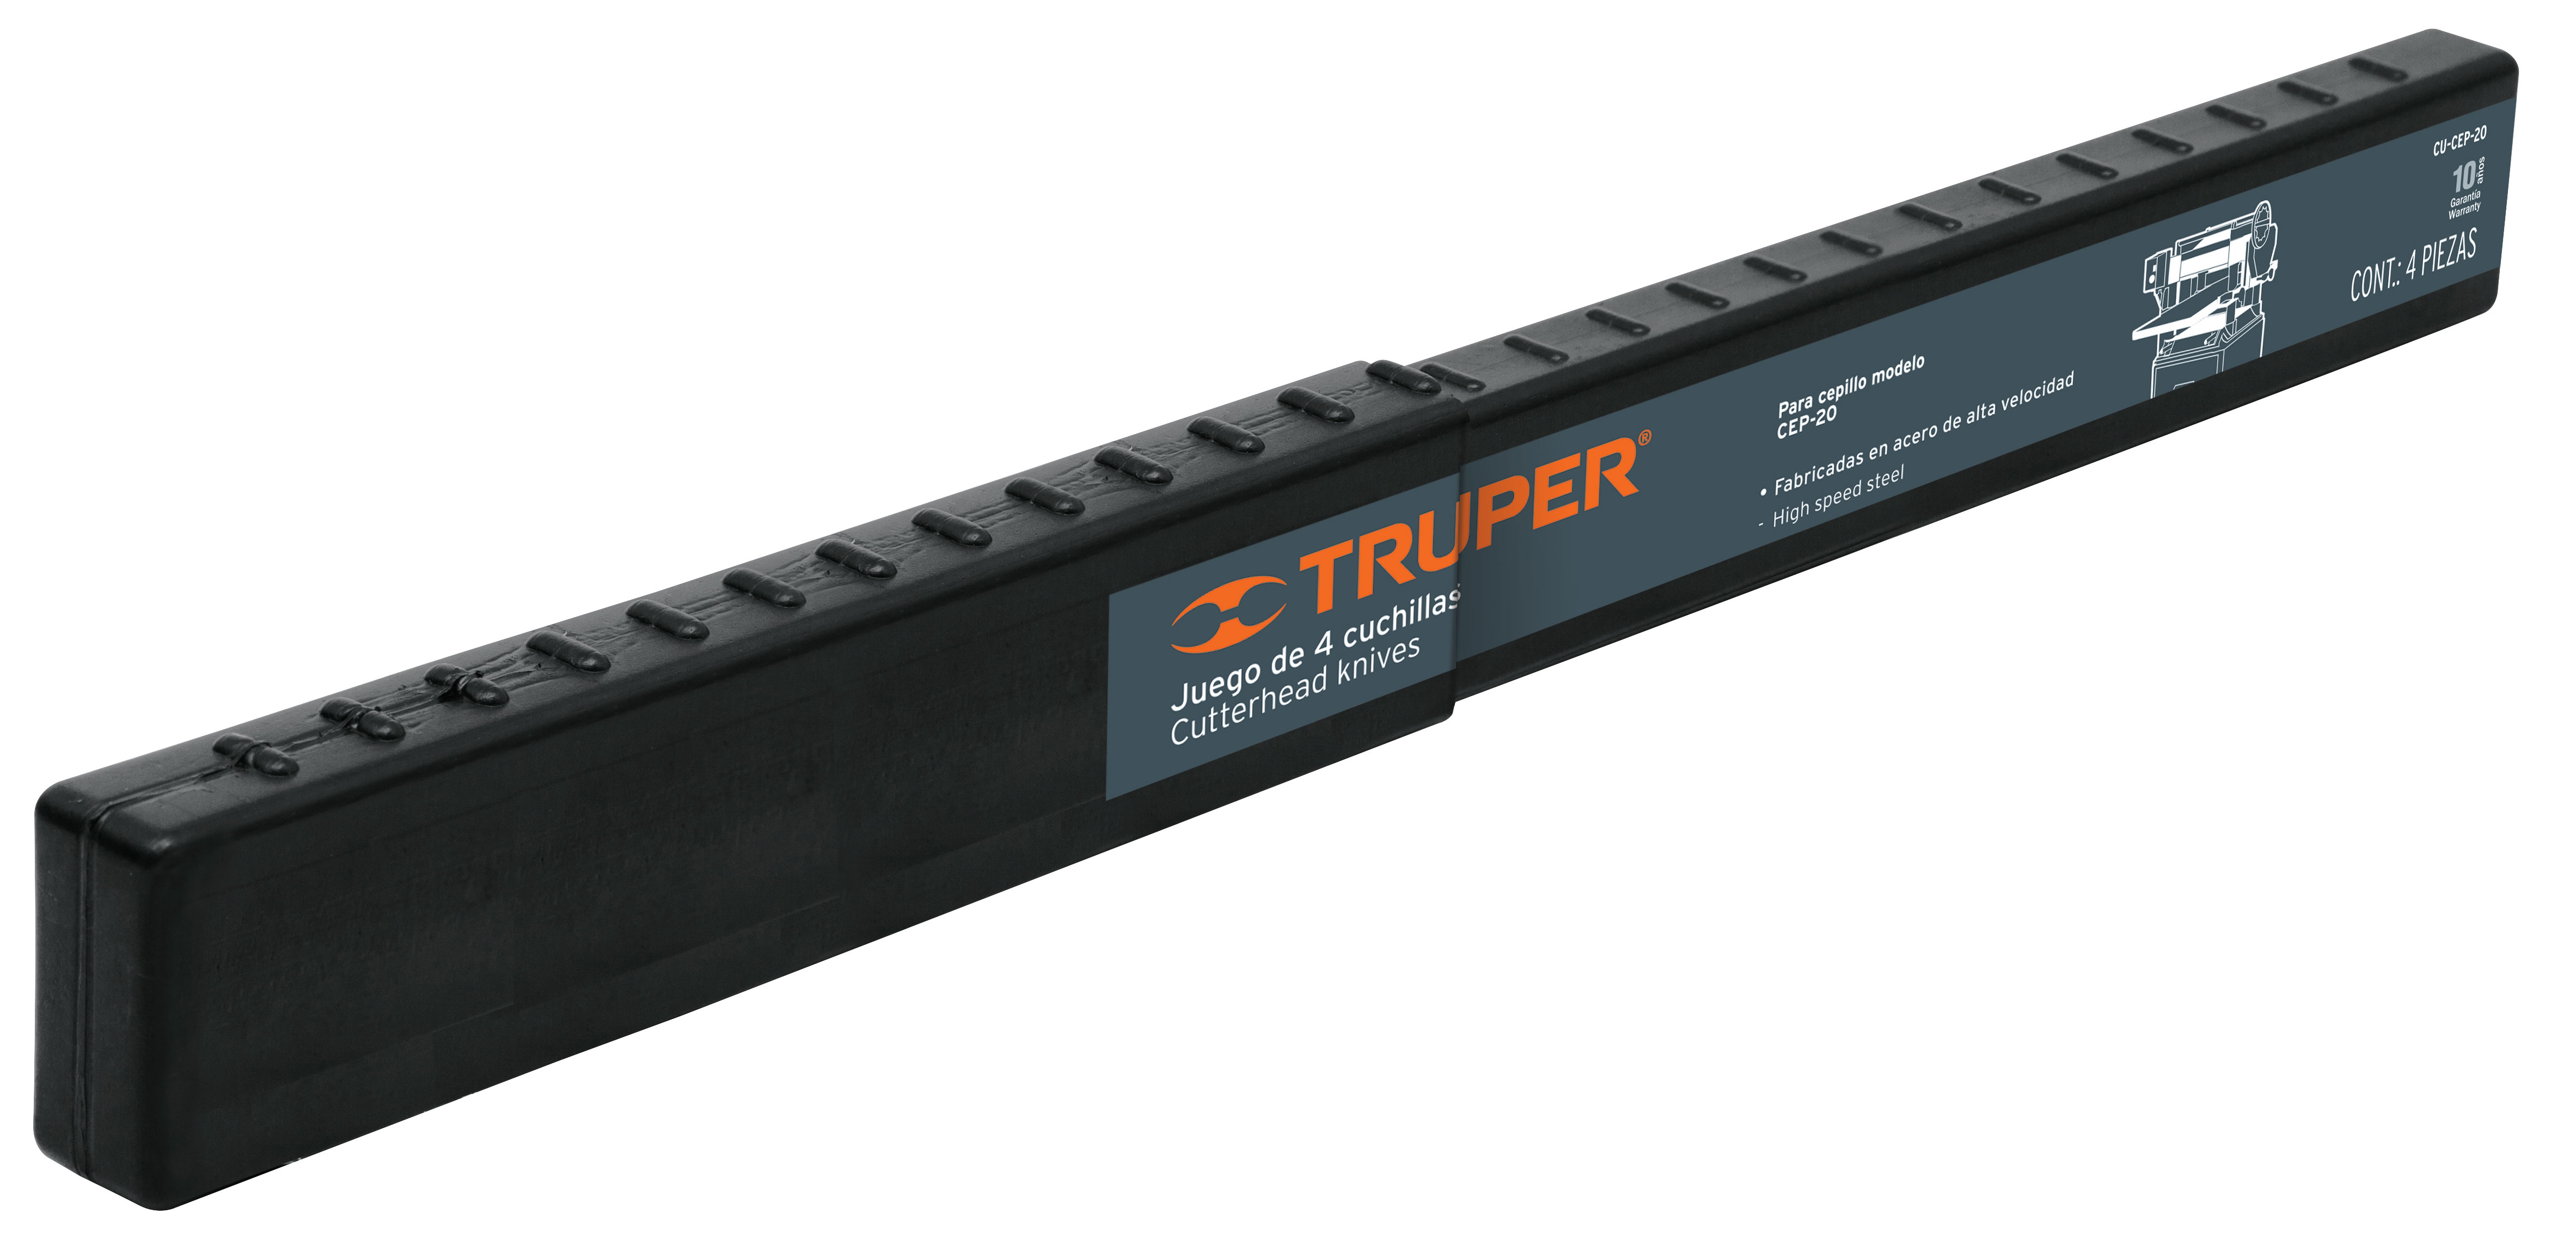 TRUPER®
Juego de 4 cuchillas
Cutterhead knives
Para cepillo modelo
CEP-20
• Fabricadas en acero de alta velocidad
- High speed steel
CU-CEP-20
10 años
Garantía
Warranty
CONT.: 4 PIEZAS